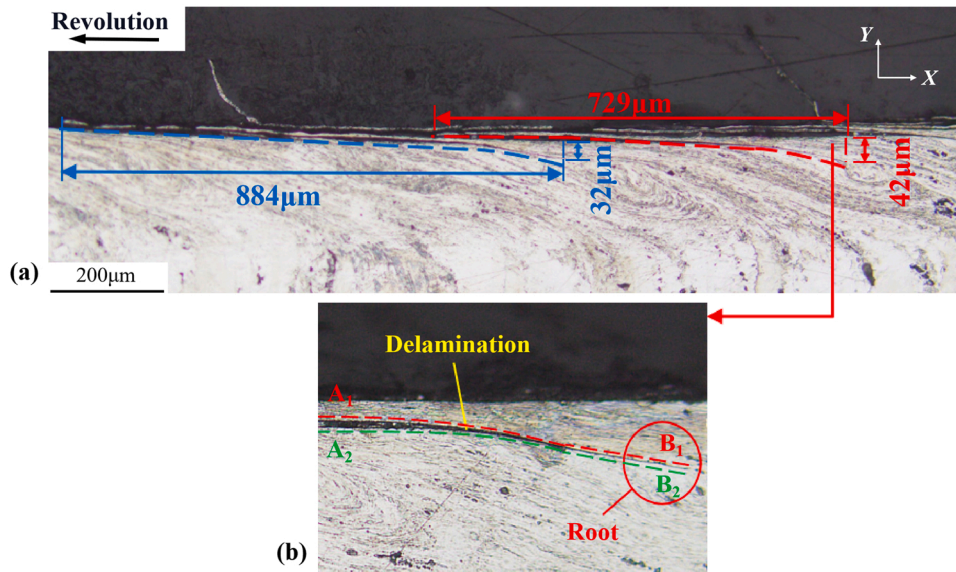 Revolution
Y
X
729μm
884μm
32μm
42μm
(a)
200μm
Delamination
A1
A2
B1
B2
Root
(b)